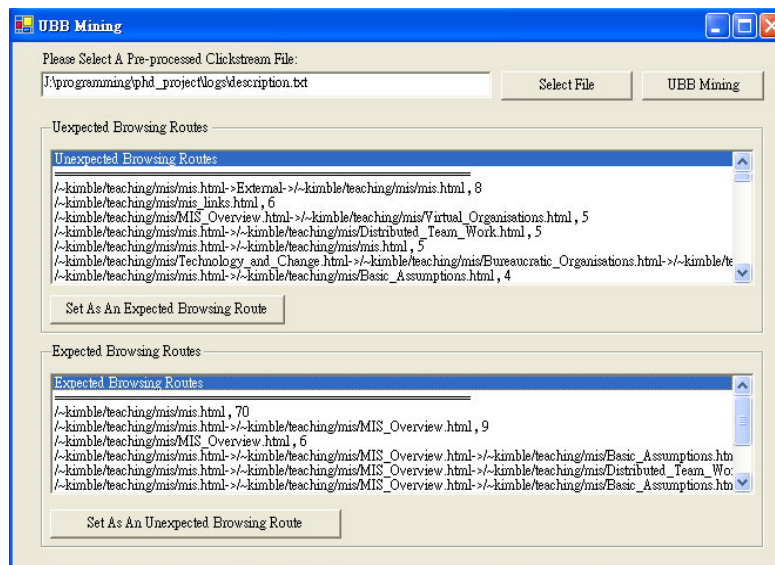 UBB Mining
Please Select A Pre-processed Clickstream File:
J:\programming\phd_project\logs\description.txt
Select File
UBB Mining
Uexpected Browsing Routes
Unexpected Browsing Routes
/~kimble/teaching/mis/mis.html->External->/~kimble/teaching/mis/mis.html , 8
/~kimble/teaching/mis/mis_links.html , 6
/~kimble/teaching/mis/MIS_Overview.html->/~kimble/teaching/mis/Virtual_Organisations.html , 5
/~kimble/teaching/mis/mis.html->/~kimble/teaching/mis/Distributed_Team_Work.html , 5
/~kimble/teaching/mis/mis.html->/~kimble/teaching/mis/mis.html , 5
/~kimble/teaching/mis/Technology_and_Change.html->/~kimble/teaching/mis/Bureaucratic_Organisations.html->/~kimble/te
/~kimble/teaching/mis/mis.html->/~kimble/teaching/mis/Basic_Assumptions.html , 4
Set As An Expected Browsing Route
Expected Browsing Routes
Expected Browsing Routes
/~kimble/teaching/mis/mis.html , 70
/~kimble/teaching/mis/mis.html->/~kimble/teaching/mis/MIS_Overview.html , 9
/~kimble/teaching/mis/MIS_Overview.html , 6
/~kimble/teaching/mis/mis.html->/~kimble/teaching/mis/MIS_Overview.html->/~kimble/teaching/mis/Basic_Assumptions.htm
/~kimble/teaching/mis/mis.html->/~kimble/teaching/mis/MIS_Overview.html->/~kimble/teaching/mis/Distributed_Team_Wo
/~kimble/teaching/mis/mis.html->/~kimble/teaching/mis/MIS_Overview.html->/~kimble/teaching/mis/Basic_Assumptions.htm
Set As An Unexpected Browsing Route